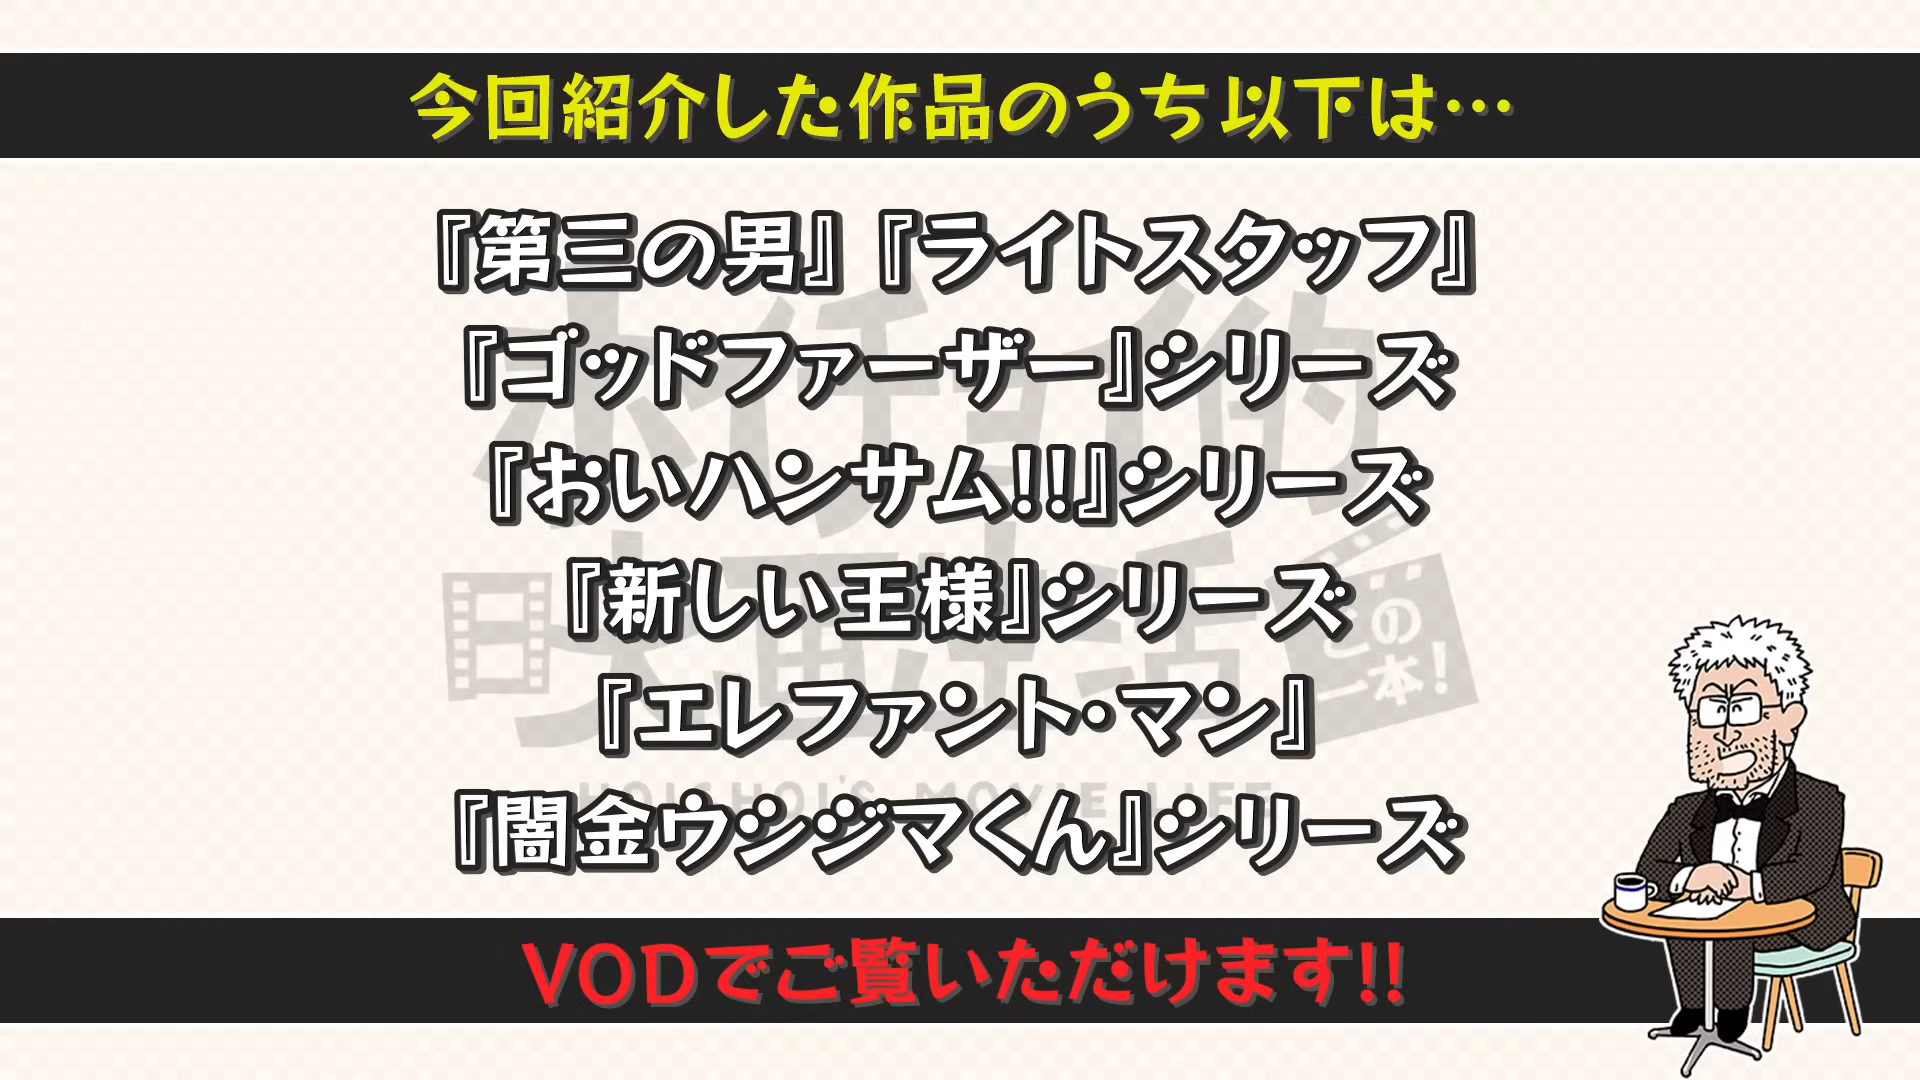 今回紹介した作品のうち以下は…
『第三の男』『ライトスタッフ』
『ゴッドファーザー』シリーズ
『おいハンサム!!』シリーズ
『新しい王様』シリーズ
『エレファント・マン』
『闇金ウシジマくん』シリーズ
HOICHOI'S MOVIE LIFE
VODでご覧いただけます!!